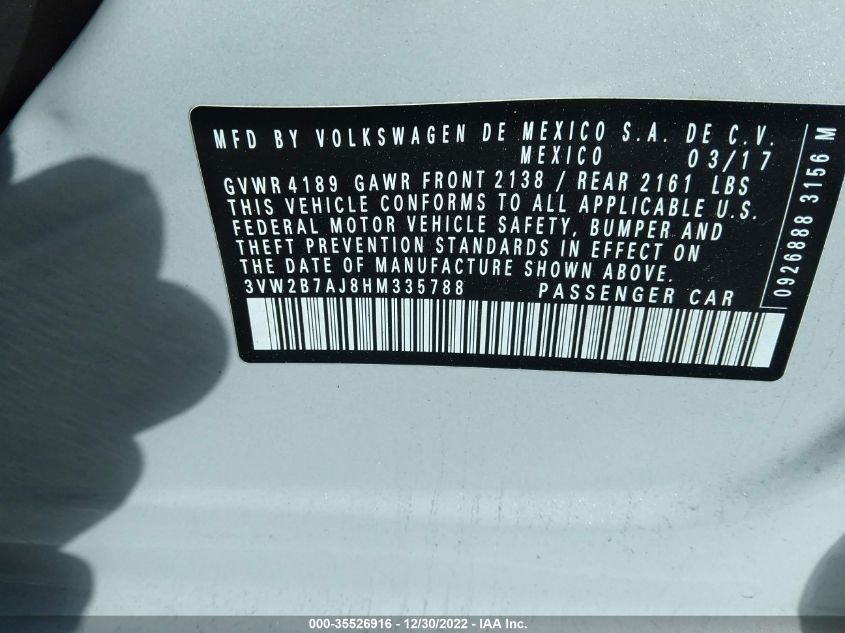 MFD BY VOLKSWAGEN DE MEXICO S.A. DE C.V.
MEXICO 03/17
GVWR 4189 GAWR FRONT 2138 / REAR 2161 LBS
THIS VEHICLE CONFORMS TO ALL APPLICABLE U.S.
FEDERAL MOTOR VEHICLE SAFETY, BUMPER AND
THEFT PREVENTION STANDARDS IN EFFECT ON
THE DATE OF MANUFACTURE SHOWN ABOVE.
3VW2B7AJ8HM335788 PASSENGER CAR
0926888 3156 M
000-35526916 - 12/30/2022 - IAA Inc.